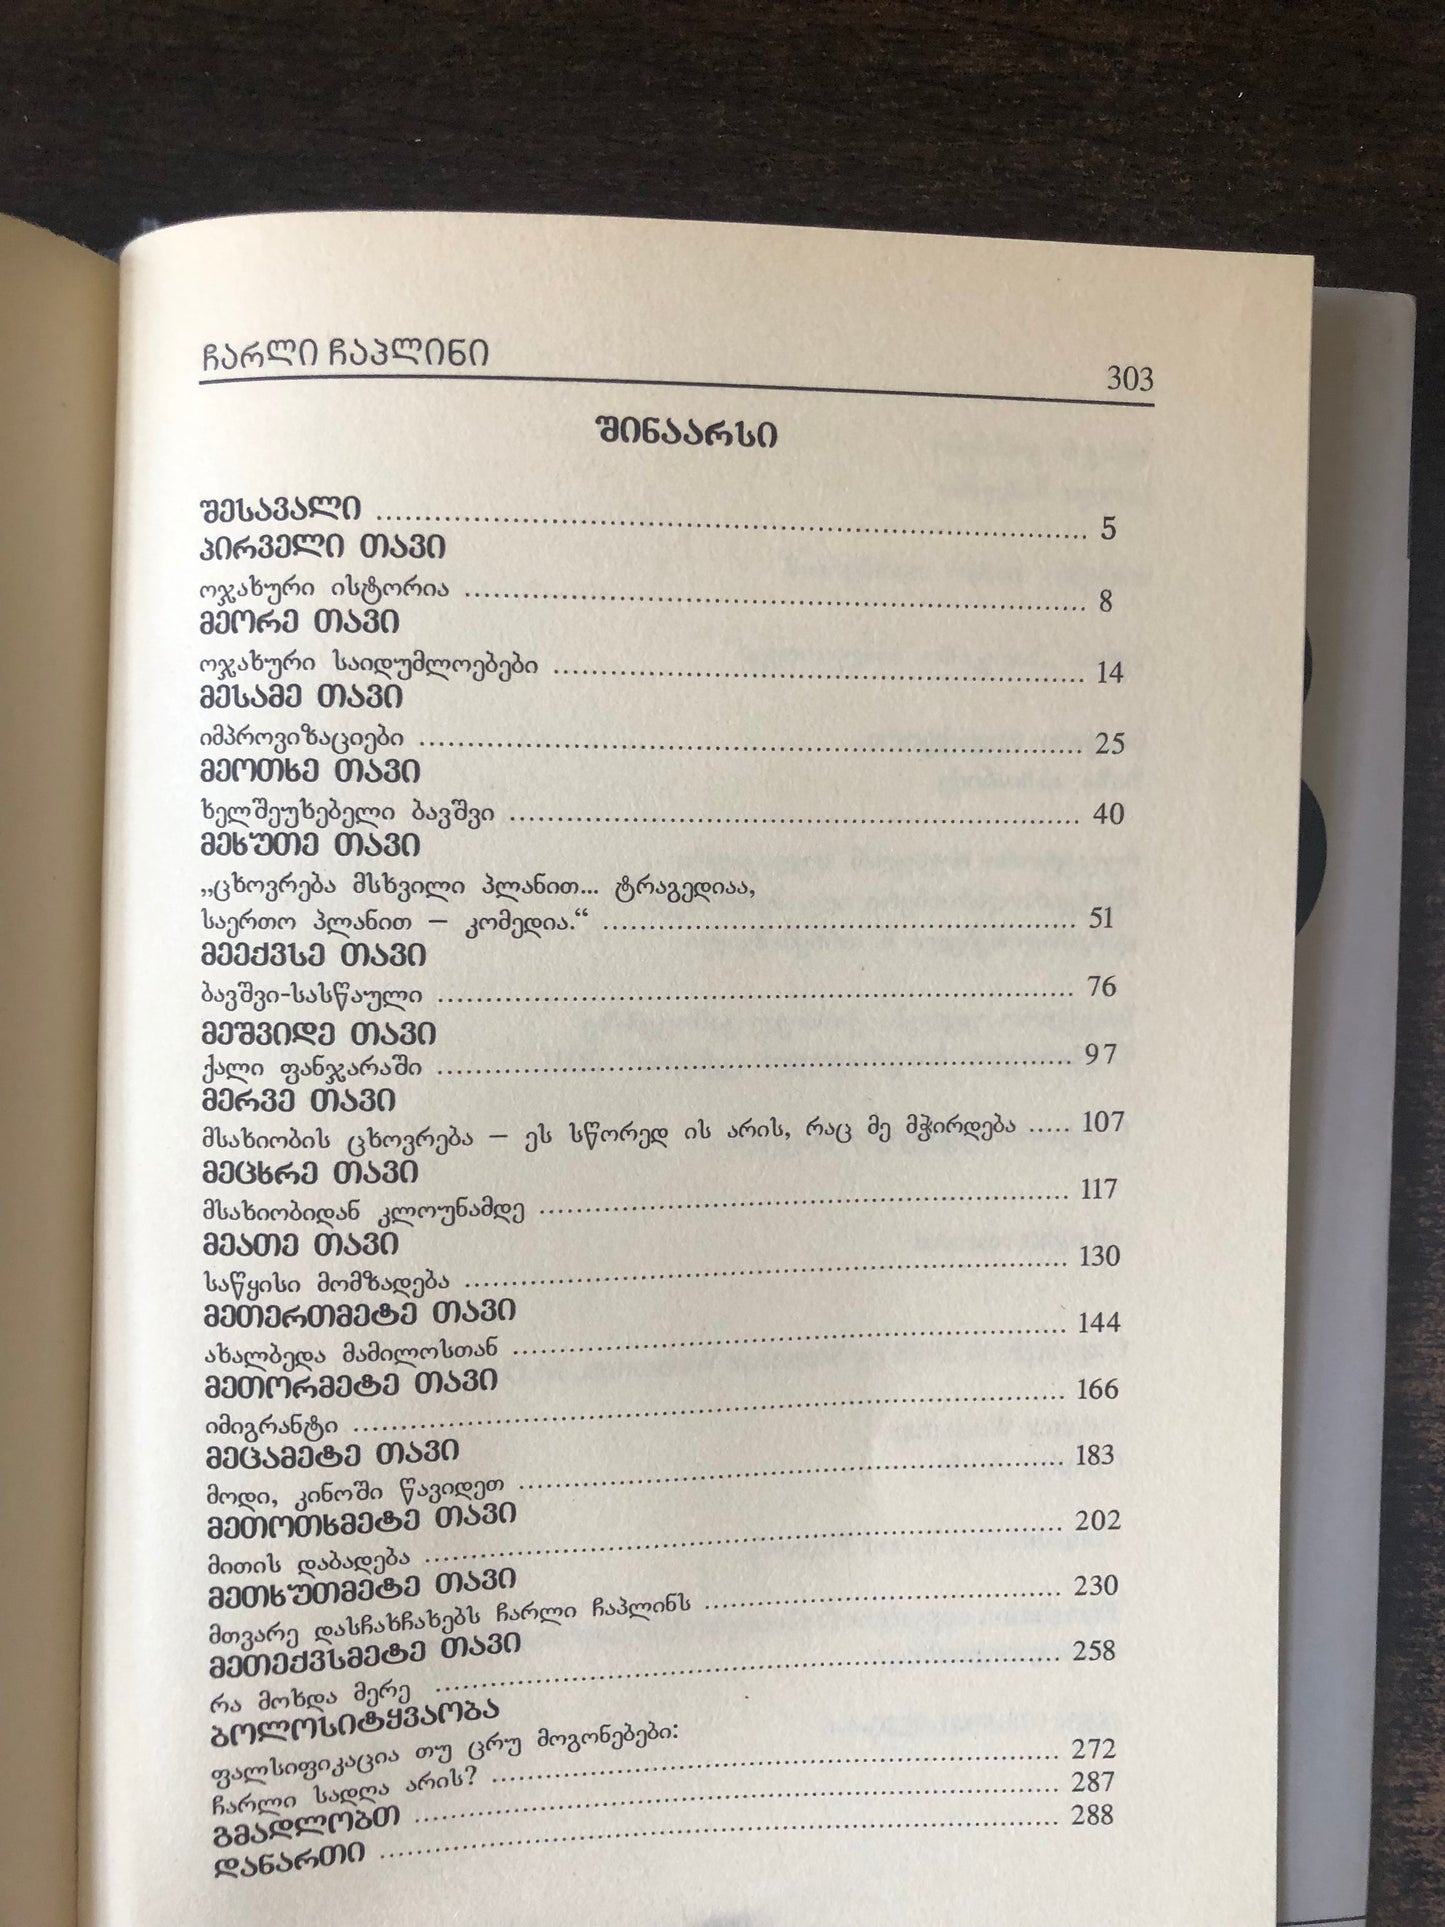 ჩარლი ჩაპლინი
303
შინაარსი
შესავალი ........ 5
პირველი თავი
ოჯახური ისტორია ........ 8
მეორე თავი
ოჯახური საიდუმლოებები ........ 14
მესამე თავი
იმპროვიზაციები ........ 25
მეოთხე თავი
ხელშეუხებელი ბავშვი ........ 40
მეხუთე თავი
„ცხოვრება მსხვილი პლანით... ტრაგედიაა,
საერთო პლანით — კომედია.“ ........ 51
მეექვსე თავი
ბავშვი-სასწაული ........ 76
მეშვიდე თავი
ქალი ფანჯარაში ........ 97
მერვე თავი
მსახიობის ცხოვრება — ეს სწორედ ის არის, რაც მე მჭირდება ..... 107
მეცხრე თავი
მსახიობიდან კლოუნამდე ........ 117
მეათე თავი
საწყისი მომზადება ........ 130
მეთერთმეტე თავი
ახალბედა მამილოსთან ........ 144
მეთორმეტე თავი
იმიგრანტი ........ 166
მეცამეტე თავი
მოდი, კინოში წავიდეთ ........ 183
მეთოთხმეტე თავი
მითის დაბადება ........ 202
მეთხუთმეტე თავი
მთვარე დასჩახჩახებს ჩარლი ჩაპლინს ........ 230
მეთექვსმეტე თავი
რა მოხდა მერე ........ 258
ბოლოსიტყვაობა
ფალსიფიკაცია თუ ცრუ მოგონებები:
ჩარლი სადღა არის? ........ 272
გმადლობთ ........ 287
დანართი ........ 288